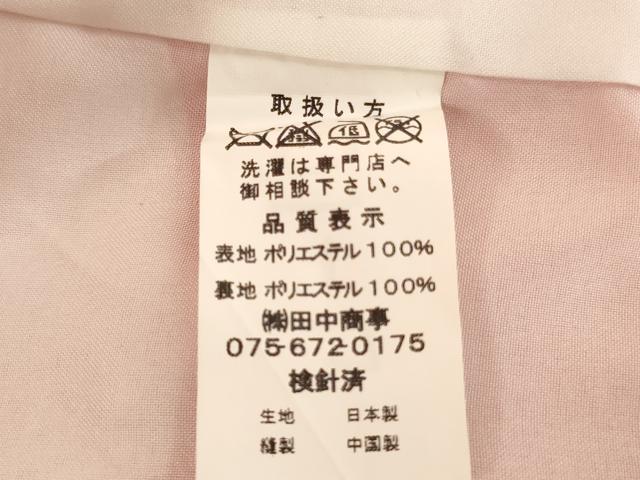 取扱い方
低
洗濯は専門店へ
御相談下さい。
品質表示
表地 ポリエステル100%
裏地 ポリエステル100%
㈱田中商事
075-672-0175
検針済
生地 日本製
縫製 中国製